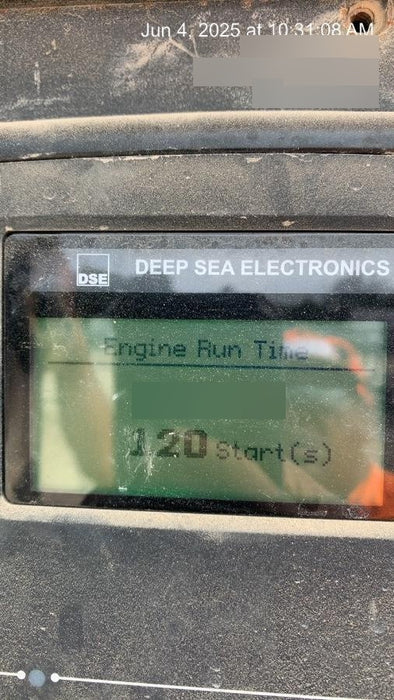 Jun 4, 2025 at 10:31:08 AM
DSE
DEEP SEA ELECTRONICS
Engine Run Time
120 Start(s)